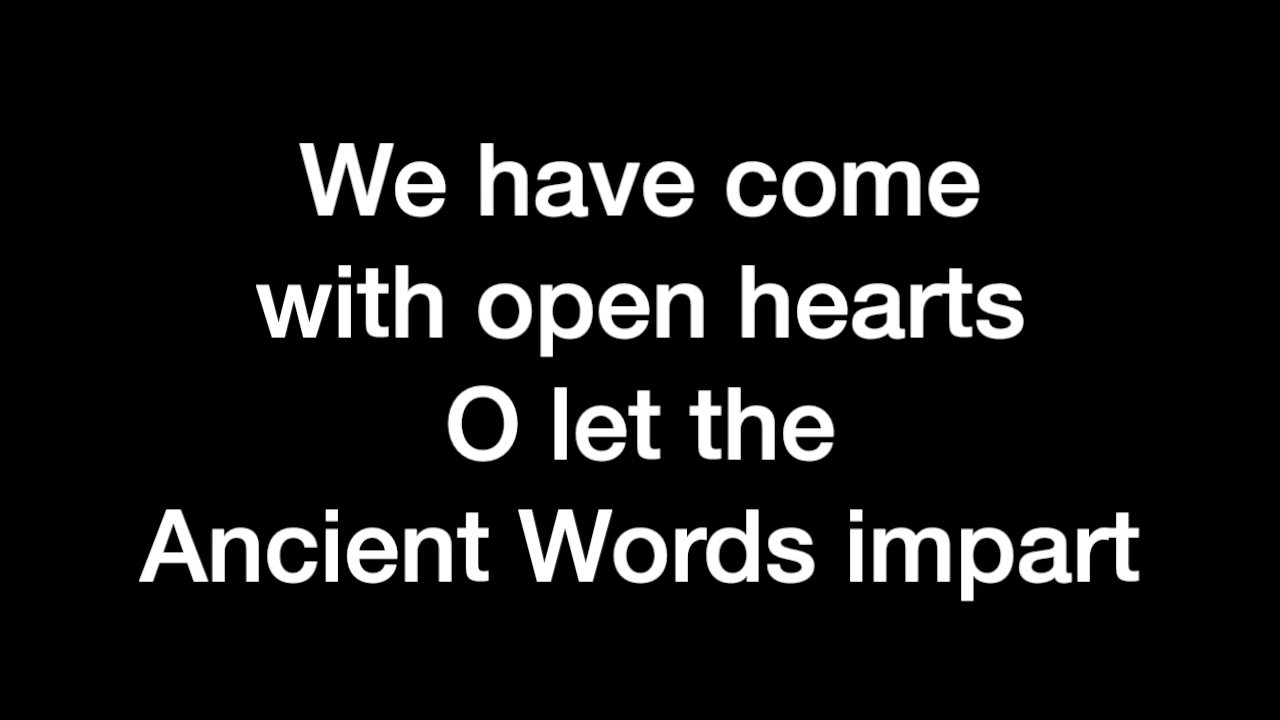 We have come
with open hearts
O let the
Ancient Words impart